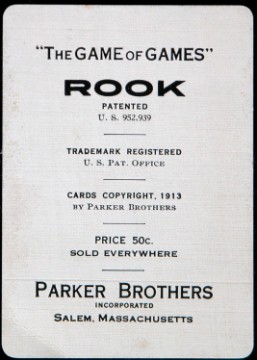 "THE GAME OF GAMES"
ROOK
PATENTED
U. S. 952.939
TRADEMARK REGISTERED
U. S. PAT. OFFICE
CARDS COPYRIGHT, 1913
BY PARKER BROTHERS
PRICE 50c.
SOLD EVERYWHERE
PARKER BROTHERS
INCORPORATED
SALEM, MASSACHUSETTS